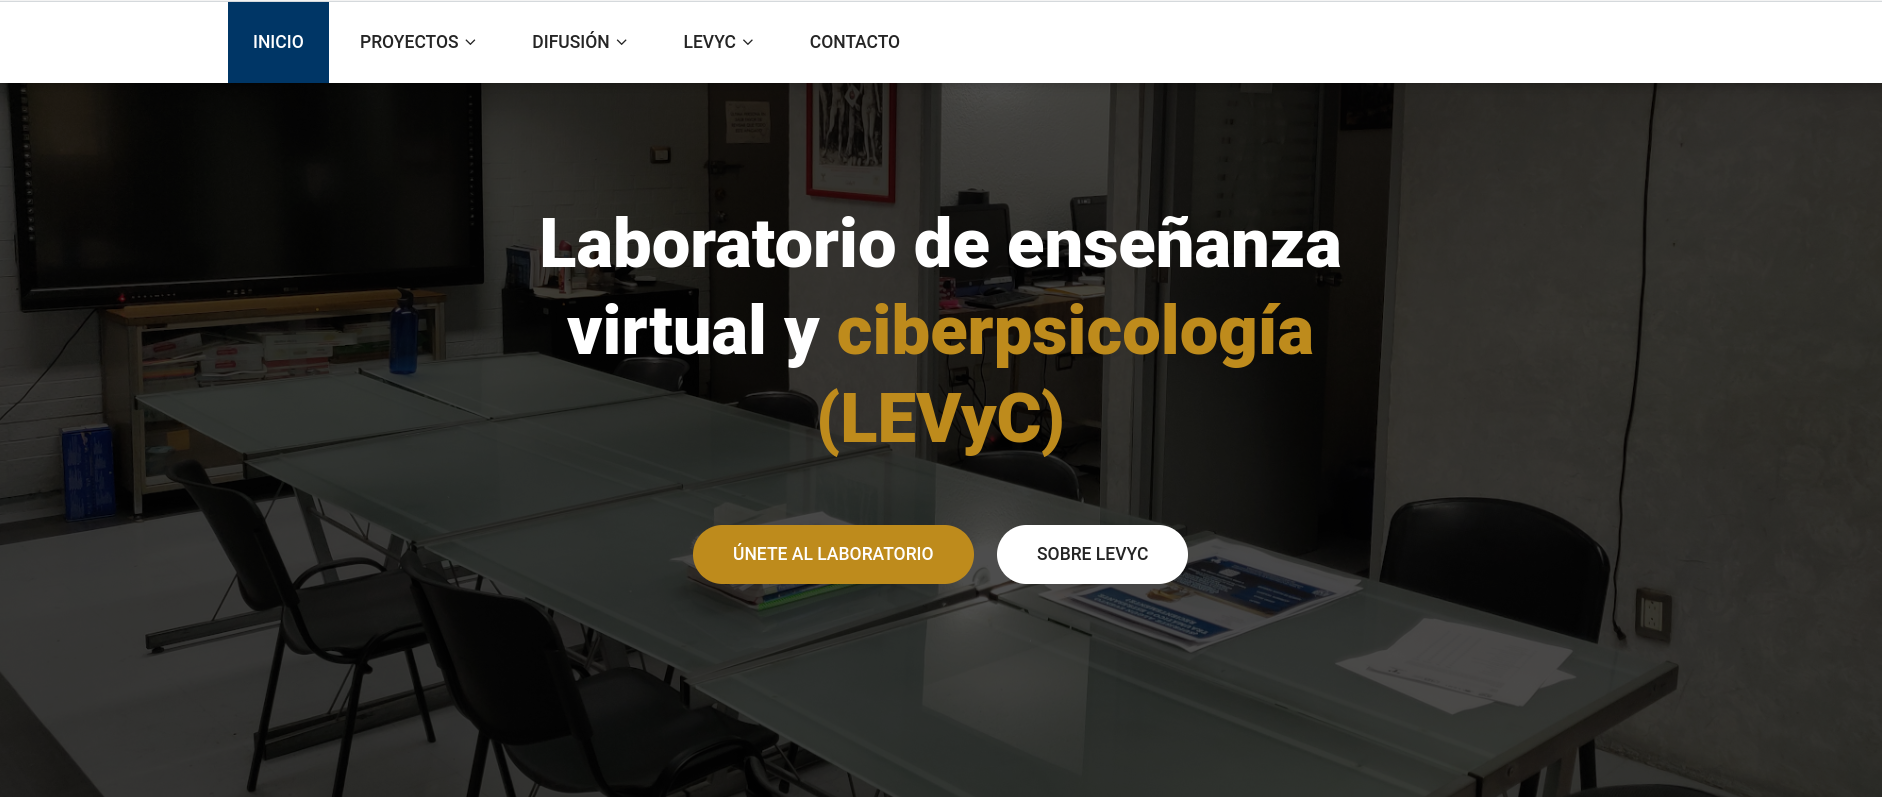 INICIO
PROYECTOS
DIFUSIÓN
LEVYC
CONTACTO
Laboratorio de enseñanza
virtual y ciberpsicología
(LEVyC)
ÚNETE AL LABORATORIO
SOBRE LEVYC